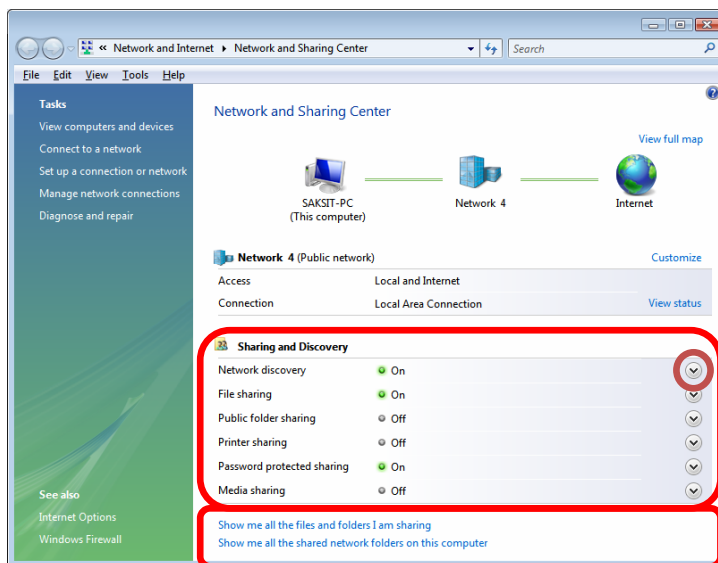 « Network and Internet ▸ Network and Sharing Center
Search
File Edit View Tools Help
Tasks
View computers and devices
Connect to a network
Set up a connection or network
Manage network connections
Diagnose and repair
See also
Internet Options
Windows Firewall
Network and Sharing Center
View full map
SAKSIT-PC
(This computer)
Network 4
Internet
Network 4 (Public network)
Customize
Access Local and Internet
Connection Local Area Connection View status
Sharing and Discovery
Network discovery On
File sharing On
Public folder sharing Off
Printer sharing Off
Password protected sharing On
Media sharing Off
Show me all the files and folders I am sharing
Show me all the shared network folders on this computer